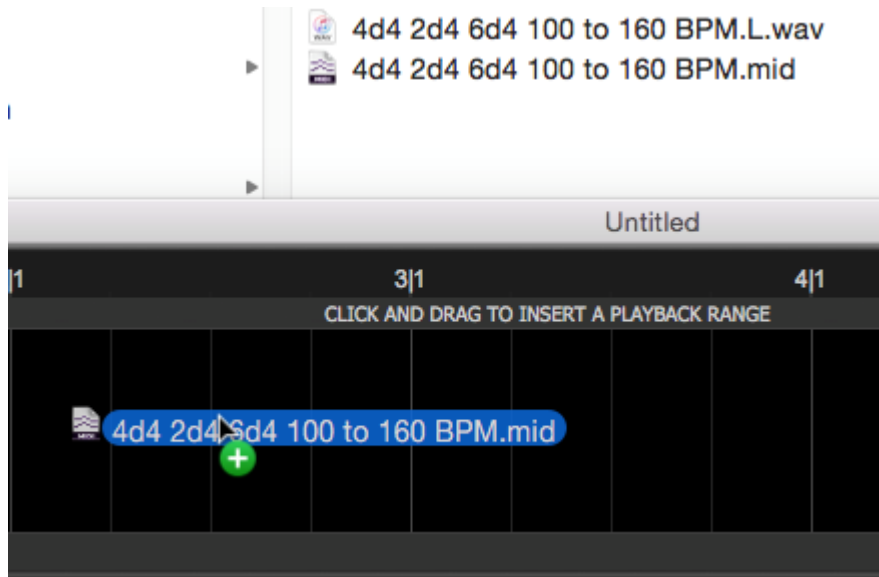 4d4 2d4 6d4 100 to 160 BPM.L.wav
4d4 2d4 6d4 100 to 160 BPM.mid
Untitled
|1 3|1 4|1
CLICK AND DRAG TO INSERT A PLAYBACK RANGE
4d4 2d4 6d4 100 to 160 BPM.mid